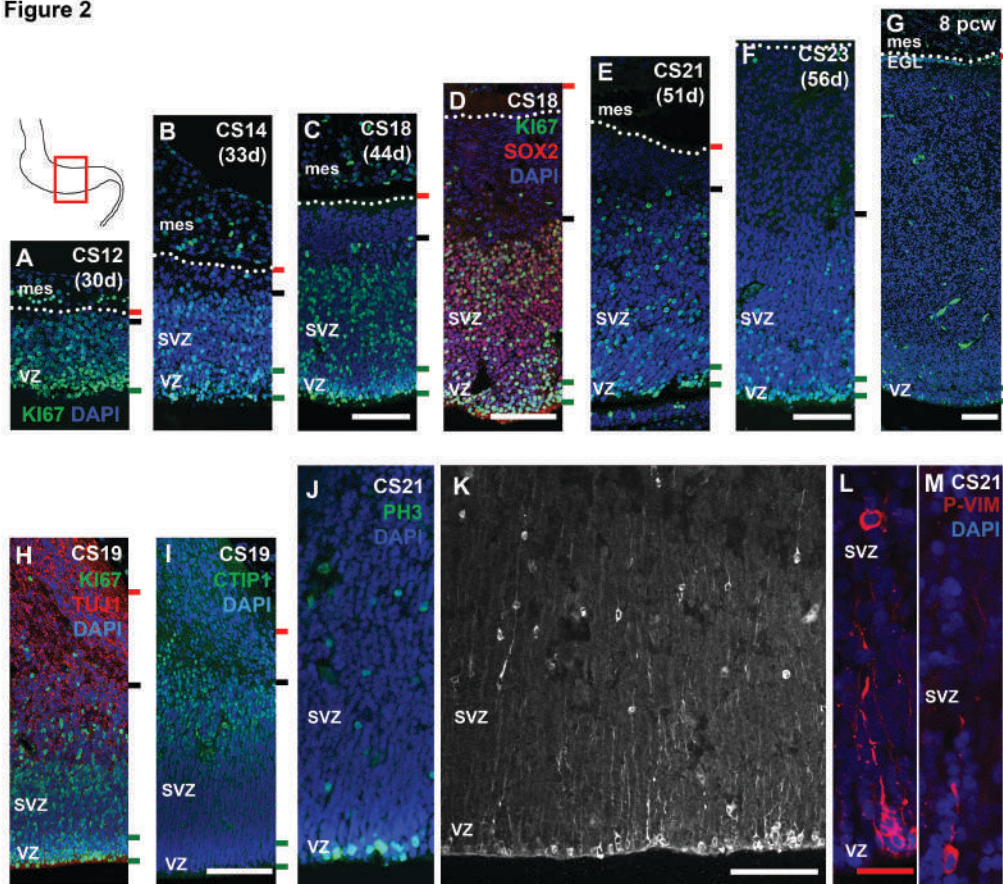 Figure 2
A
CS12
(30d)
mes
VZ
KI67 DAPI
B
CS14
(33d)
mes
SVZ
VZ
C
CS18
(44d)
mes
SVZ
VZ
D
CS18
KI67
SOX2
DAPI
SVZ
VZ
E
CS21
(51d)
mes
SVZ
VZ
F
CS23
(56d)
SVZ
VZ
G
8 pcw
mes
EGL
H
CS19
KI67
TUJ1
DAPI
SVZ
VZ
I
CS19
CTIP1
DAPI
SVZ
VZ
J
CS21
PH3
DAPI
SVZ
VZ
K
SVZ
VZ
L
SVZ
VZ
M
CS21
P-VIM
DAPI
SVZ